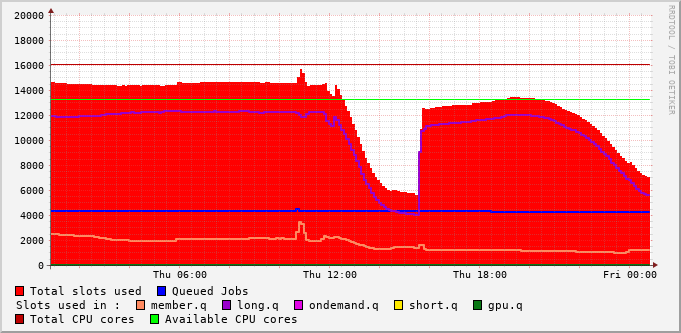 RRDTOOL / TOBI OETIKER
20000
18000
16000
14000
12000
10000
8000
6000
4000
2000
0
Thu 06:00 Thu 12:00 Thu 18:00 Fri 00:00
Total slots used Queued Jobs
Slots used in : member.q long.q ondemand.q short.q gpu.q
Total CPU cores Available CPU cores